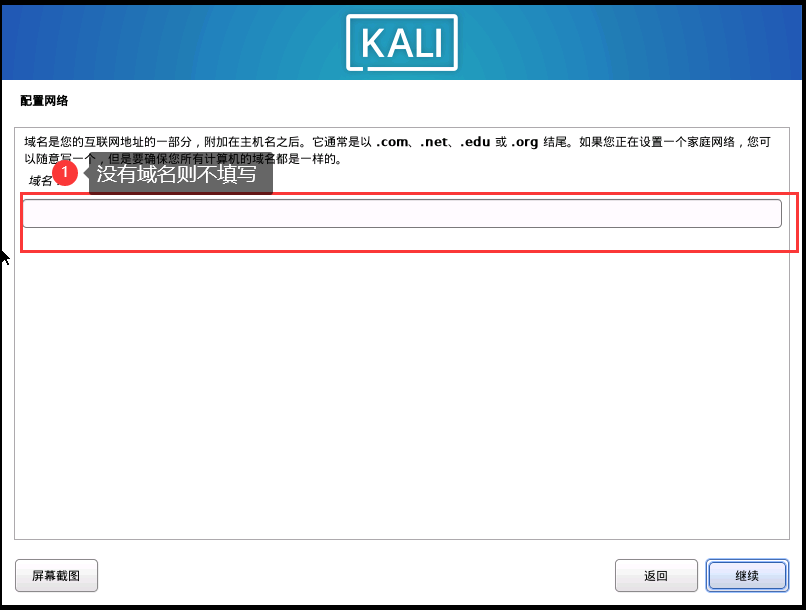 KALI
配置网络
域名是您的互联网地址的一部分，附加在主机名之后。它通常是以 .com、.net、.edu 或 .org 结尾。如果您正在设置一个家庭网络，您可
以随意写一个，但是要确保您所有计算机的域名都是一样的。
域名：
1 没有域名则不填写
屏幕截图
返回
继续